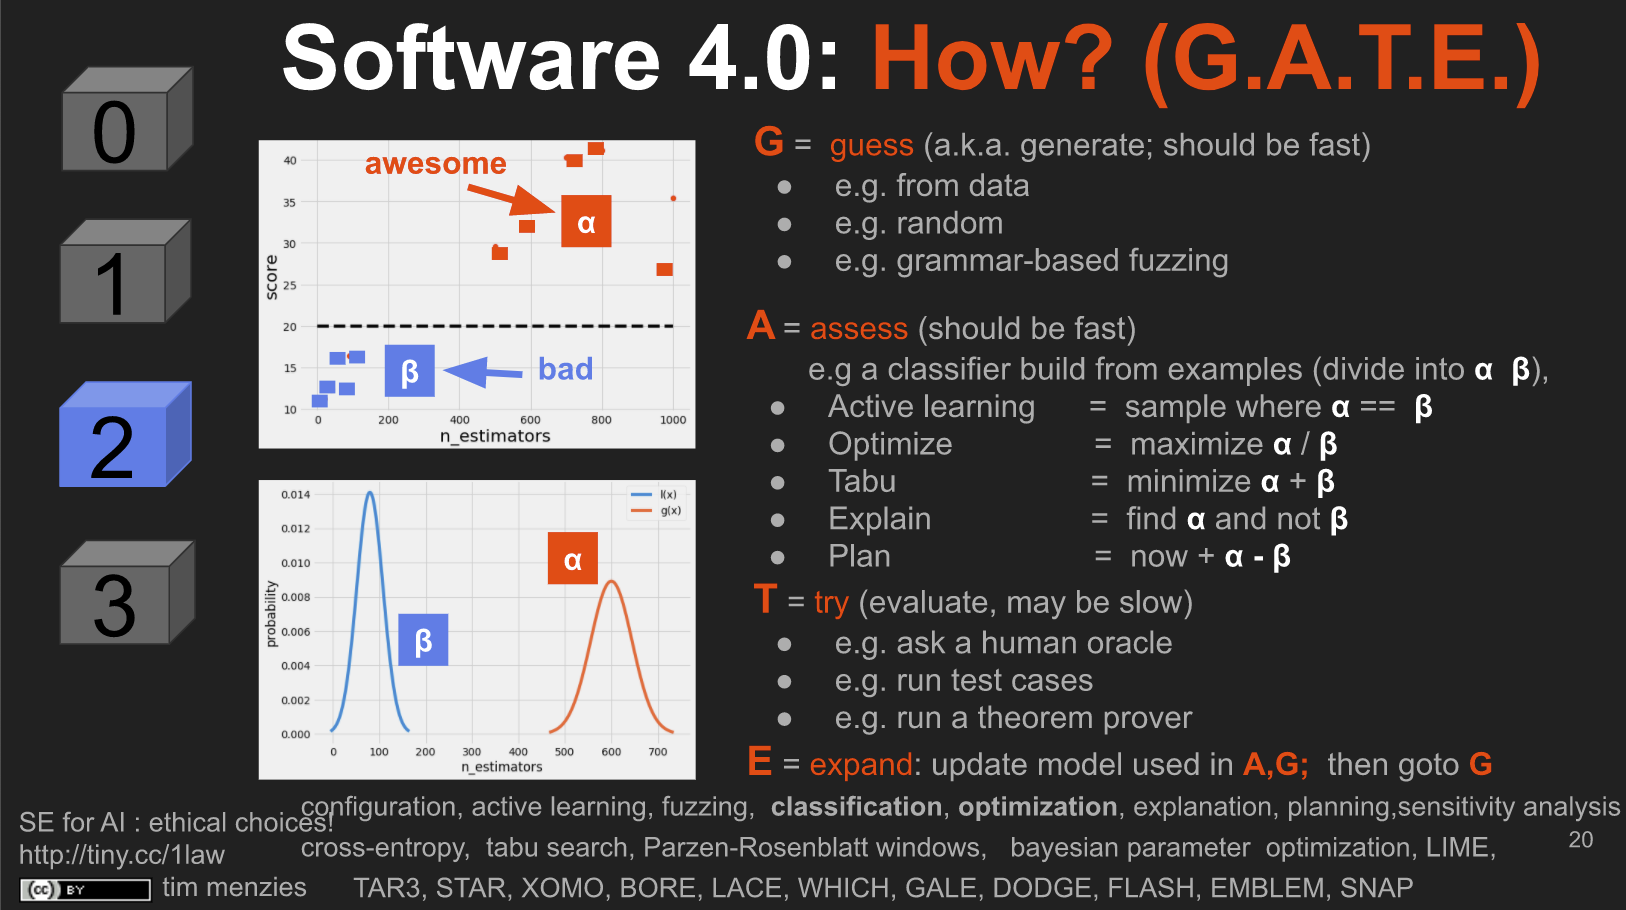 Software 4.0: How? (G.A.T.E.)
0
1
2
3
awesome
α
β
bad
score
40
35
30
25
20
15
10
0 200 400 600 800 1000
n_estimators
l(x)
g(x)
α
β
probability
0.014
0.012
0.010
0.008
0.006
0.004
0.002
0.000
0 100 200 300 400 500 600 700
n_estimators
G = guess (a.k.a. generate; should be fast)
● e.g. from data
● e.g. random
● e.g. grammar-based fuzzing
A = assess (should be fast)
e.g a classifier build from examples (divide into α β),
● Active learning = sample where α == β
● Optimize = maximize α / β
● Tabu = minimize α + β
● Explain = find α and not β
● Plan = now + α - β
T = try (evaluate, may be slow)
● e.g. ask a human oracle
● e.g. run test cases
● e.g. run a theorem prover
E = expand: update model used in A,G; then goto G
configuration, active learning, fuzzing, classification, optimization, explanation, planning,sensitivity analysis
cross-entropy, tabu search, Parzen-Rosenblatt windows, bayesian parameter optimization, LIME,
TAR3, STAR, XOMO, BORE, LACE, WHICH, GALE, DODGE, FLASH, EMBLEM, SNAP
SE for AI : ethical choices!
http://tiny.cc/1law
cc BY tim menzies
20